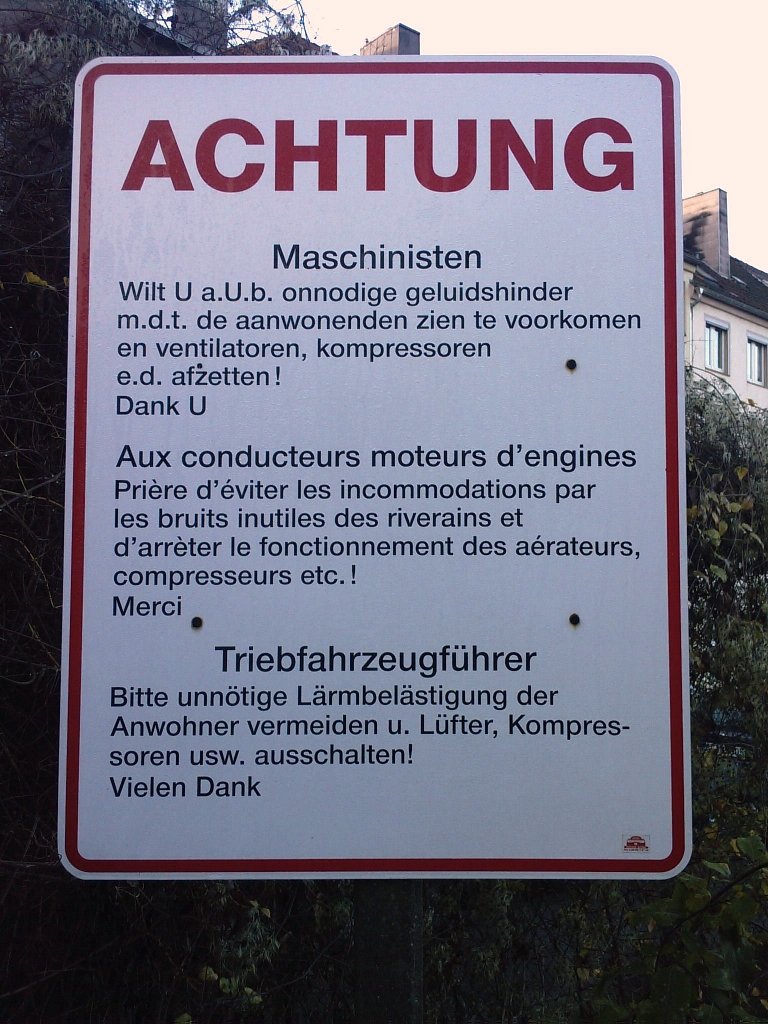 ACHTUNG
Maschinisten
Wilt U a.U.b. onnodige geluidshinder
m.d.t. de aanwonenden zien te voorkomen
en ventilatoren, kompressoren
e.d. afzetten!
Dank U
Aux conducteurs moteurs d'engines
Prière d'éviter les incommodations par
les bruits inutiles des riverains et
d'arrèter le fonctionnement des aérateurs,
compresseurs etc.!
Merci
Triebfahrzeugführer
Bitte unnötige Lärmbelästigung der
Anwohner vermeiden u. Lüfter, Kompres-
soren usw. ausschalten!
Vielen Dank